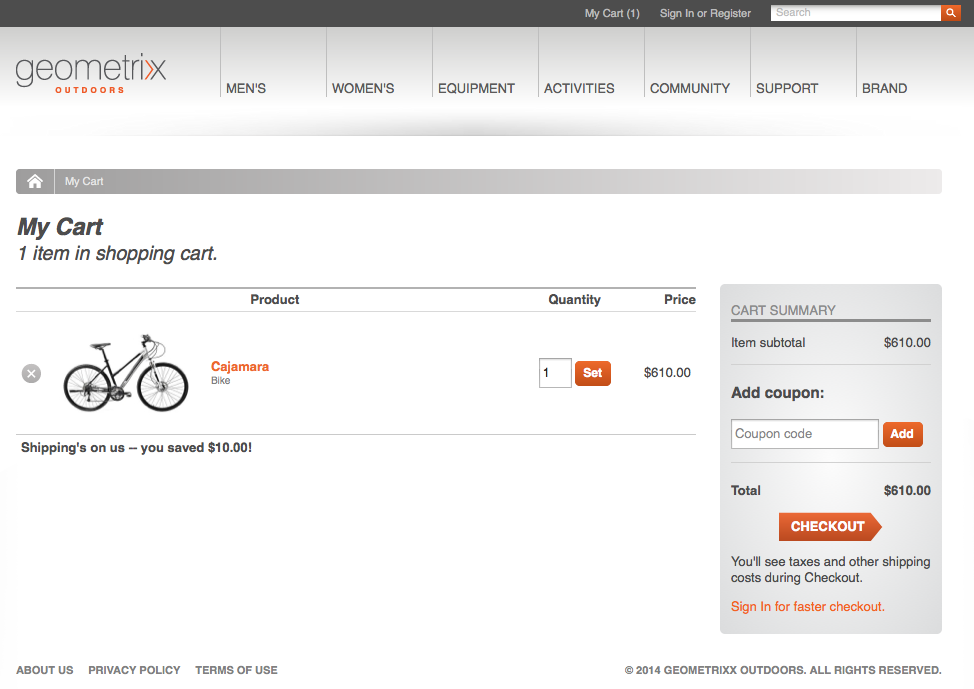 My Cart (1) Sign In or Register Search
geometrixx
OUTDOORS
MEN'S WOMEN'S EQUIPMENT ACTIVITIES COMMUNITY SUPPORT BRAND
My Cart
My Cart
1 item in shopping cart.
Product Quantity Price
Cajamara
Bike
1 Set $610.00
Shipping's on us -- you saved $10.00!
CART SUMMARY
Item subtotal $610.00
Add coupon:
Coupon code Add
Total $610.00
CHECKOUT
You'll see taxes and other shipping
costs during Checkout.
Sign In for faster checkout.
ABOUT US PRIVACY POLICY TERMS OF USE
© 2014 GEOMETRIXX OUTDOORS. ALL RIGHTS RESERVED.